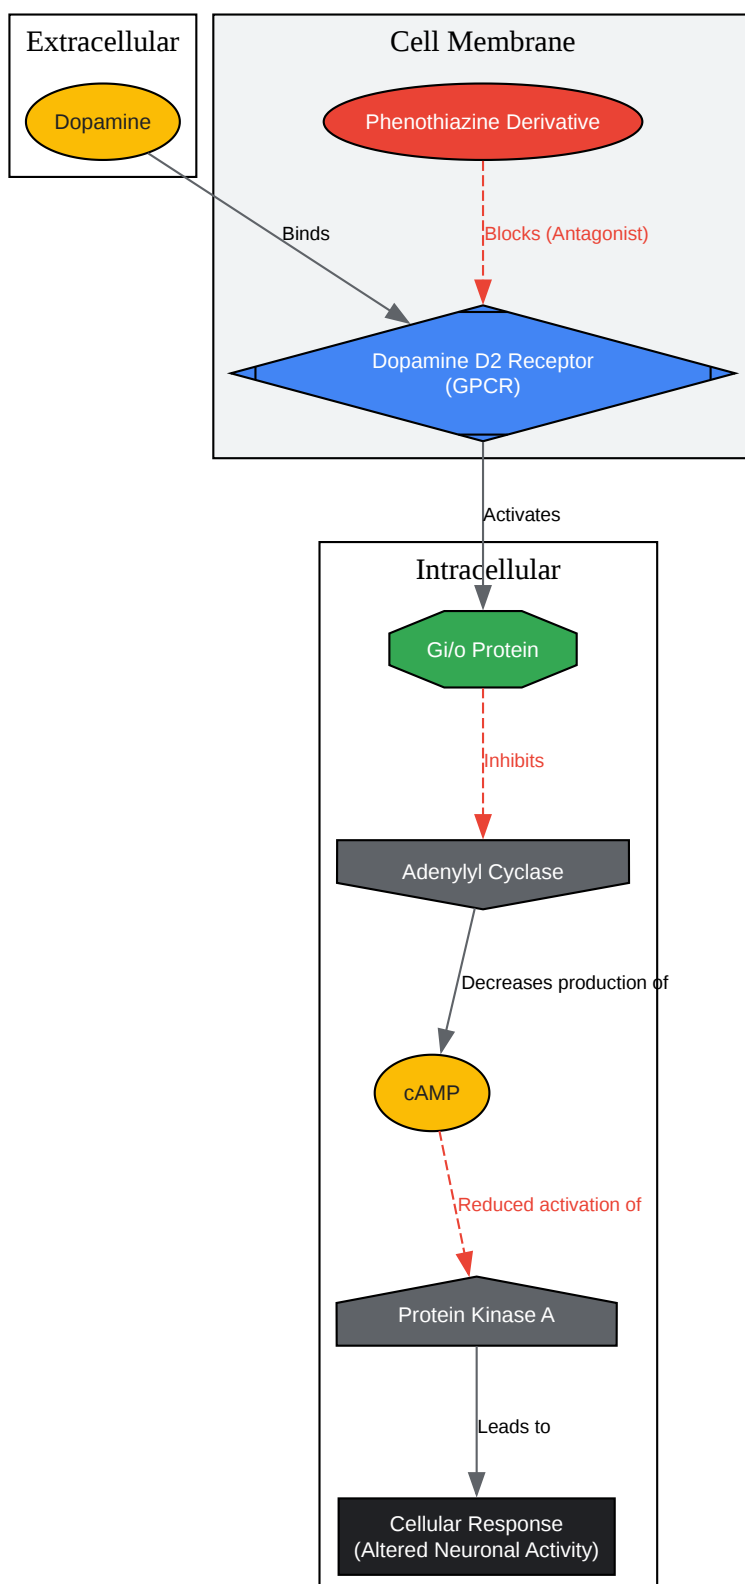 Extracellular
Cell Membrane
Dopamine
Phenothiazine Derivative
Binds
Blocks (Antagonist)
Dopamine D2 Receptor
(GPCR)
Activates
Intracellular
Gi/o Protein
Inhibits
Adenylyl Cyclase
Decreases production of
cAMP
Reduced activation of
Protein Kinase A
Leads to
Cellular Response
(Altered Neuronal Activity)